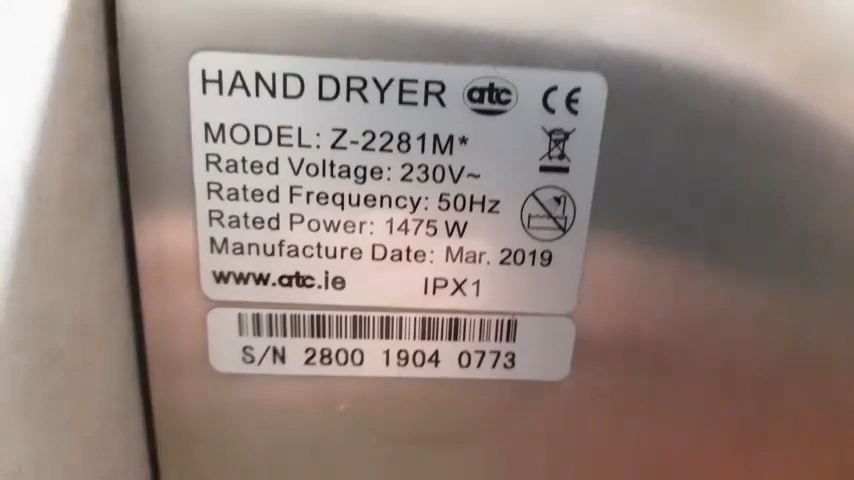 HAND DRYER atc CE
MODEL: Z-2281M*
Rated Voltage: 230V~
Rated Frequency: 50Hz
Rated Power: 1475 W
Manufacture Date: Mar. 2019
www.atc.ie IPX1
S/N 2800 1904 0773